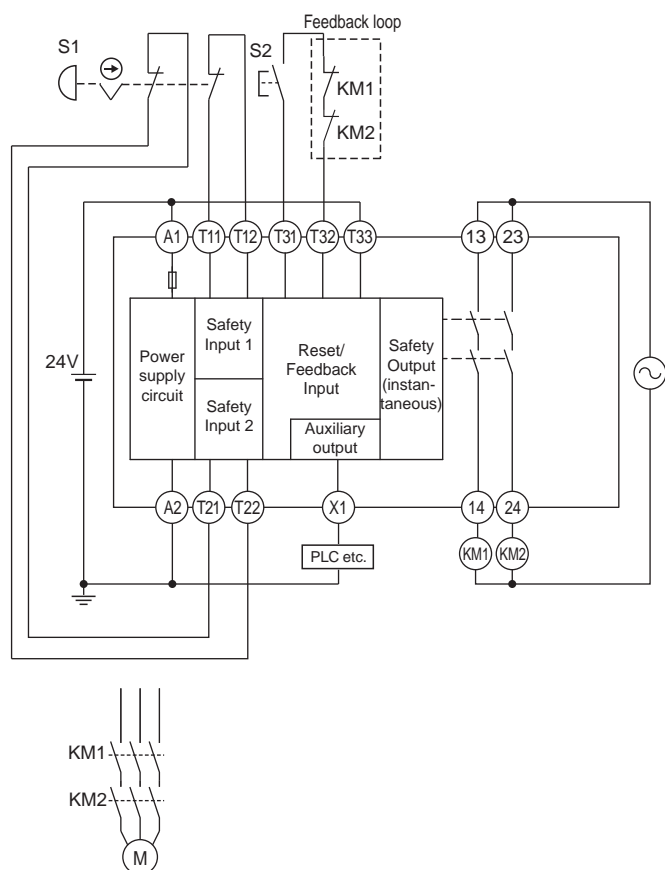 Feedback loop
S1
S2
KM1
KM2
A1
T11
T12
T31
T32
T33
13
23
24V
Power
supply
circuit
Safety
Input 1
Safety
Input 2
Reset/
Feedback
Input
Auxiliary
output
Safety
Output
(instan-
taneous)
A2
T21
T22
X1
14
24
PLC etc.
KM1
KM2
KM1
KM2
M